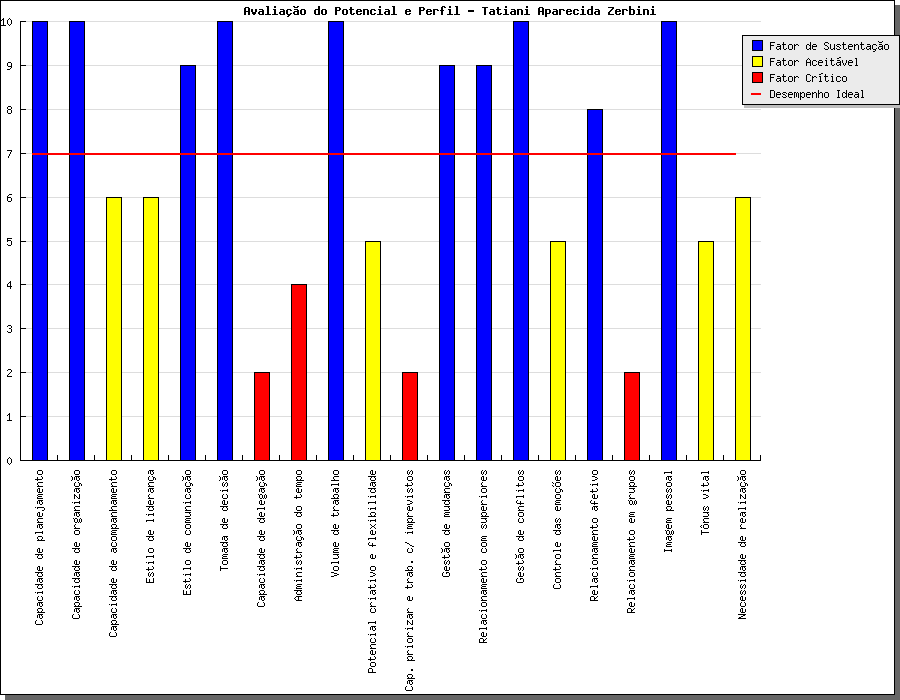 Avaliação do Potencial e Perfil - Tatiani Aparecida Zerbini
Fator de Sustentação
Fator Aceitável
Fator Crítico
Desempenho Ideal
10
9
8
7
6
5
4
3
2
1
0
Capacidade de planejamento
Capacidade de organização
Capacidade de acompanhamento
Estilo de liderança
Estilo de comunicação
Tomada de decisão
Capacidade de delegação
Administração do tempo
Volume de trabalho
Potencial criativo e flexibilidade
Cap. priorizar e trab. c/ imprevistos
Gestão de mudanças
Relacionamento com superiores
Gestão de conflitos
Controle das emoções
Relacionamento afetivo
Relacionamento em grupos
Imagem pessoal
Tônus vital
Necessidade de realização